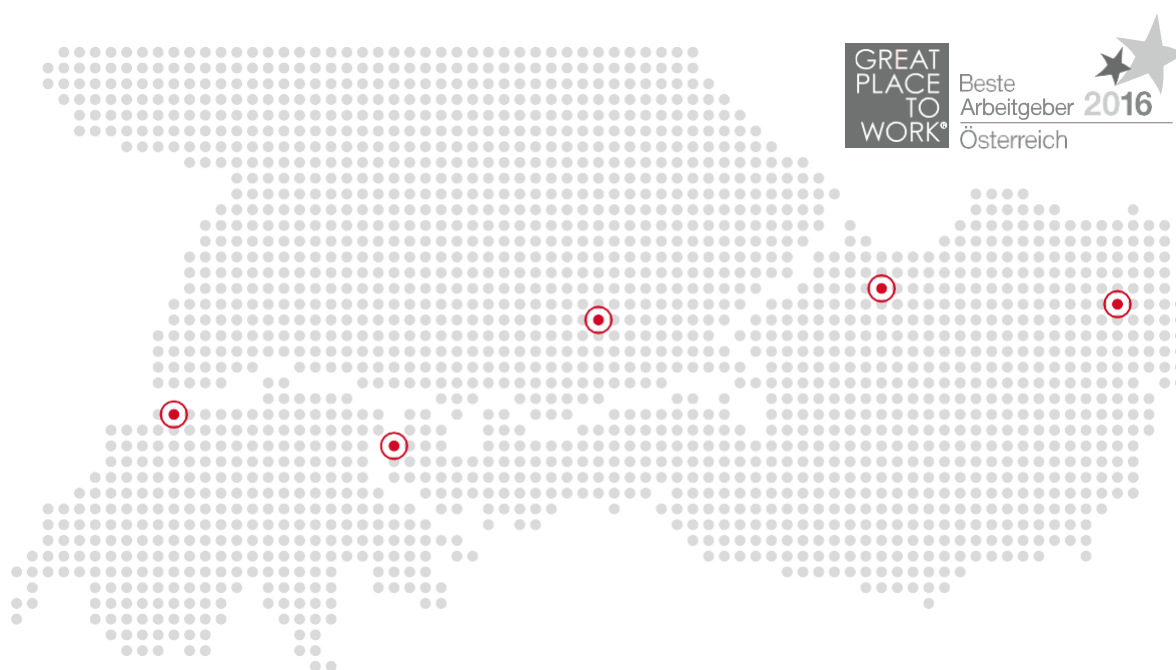 GREAT
PLACE
TO
WORK®
Beste
Arbeitgeber 2016
Österreich